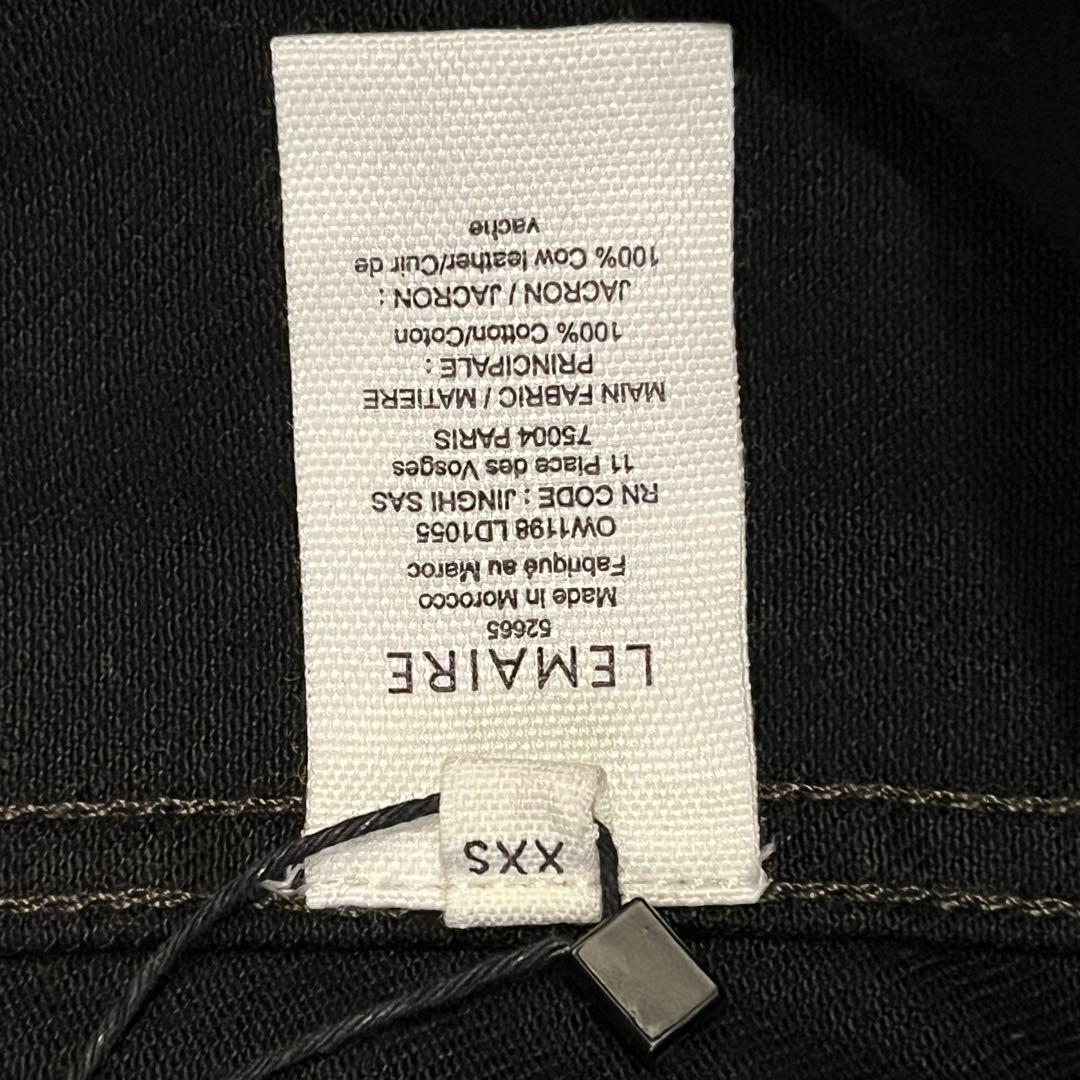 XXS
LEMAIRE
52665
Made in Morocco
Fabriqué au Maroc
OW1198 LD1055
RN CODE : JINGHI SAS
11 Place des Vosges
75004 PARIS
MAIN FABRIC / MATIERE
PRINCIPALE :
100% Cotton/Coton
JACRON / JACRON :
100% Cow leather/Cuir de
vache